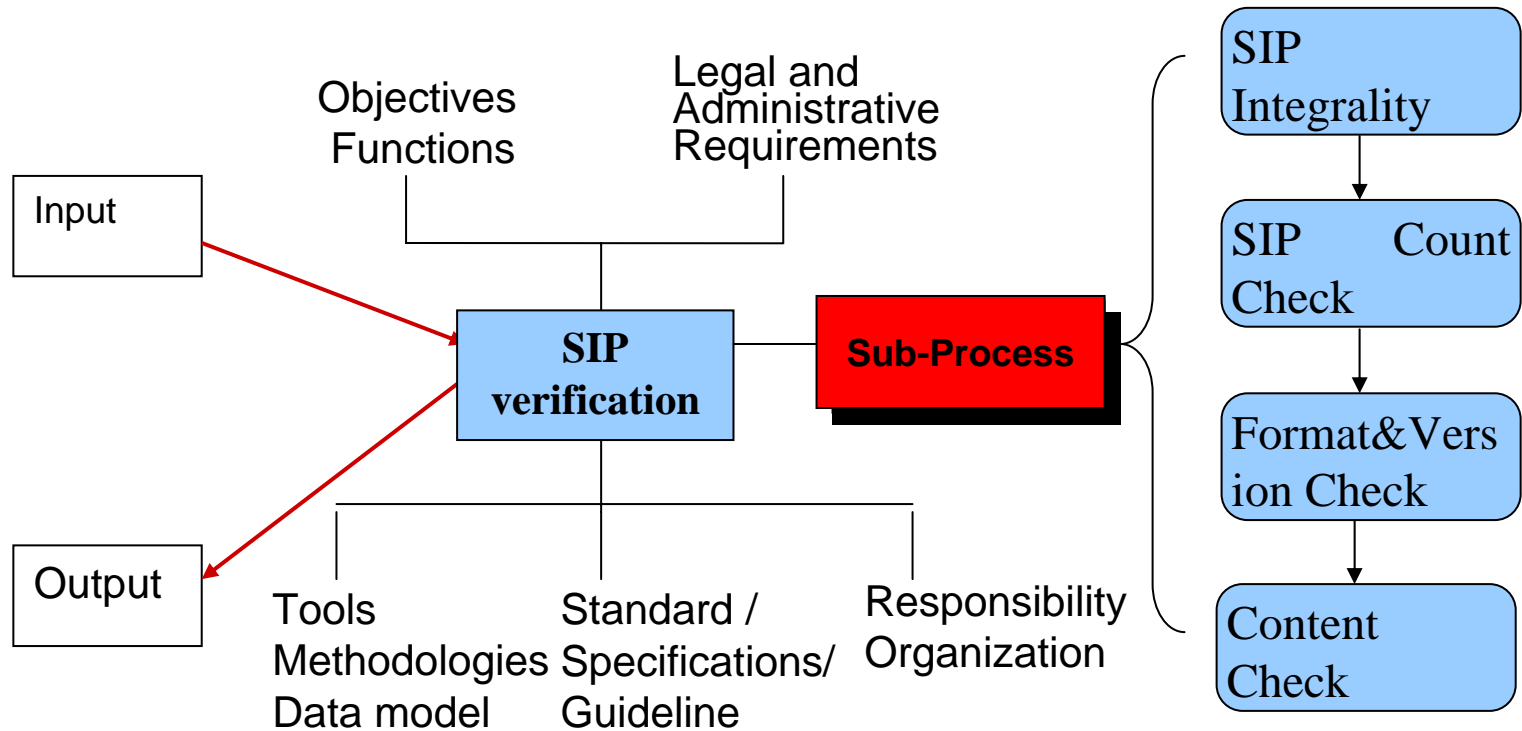 Objectives
Functions
Legal and
Administrative
Requirements
Input
SIP
verification
Sub-Process
Output
Tools
Methodologies
Data model
Standard /
Specifications/
Guideline
Responsibility
Organization
SIP
Integrality
SIP Count
Check
Format&Vers
ion Check
Content
Check